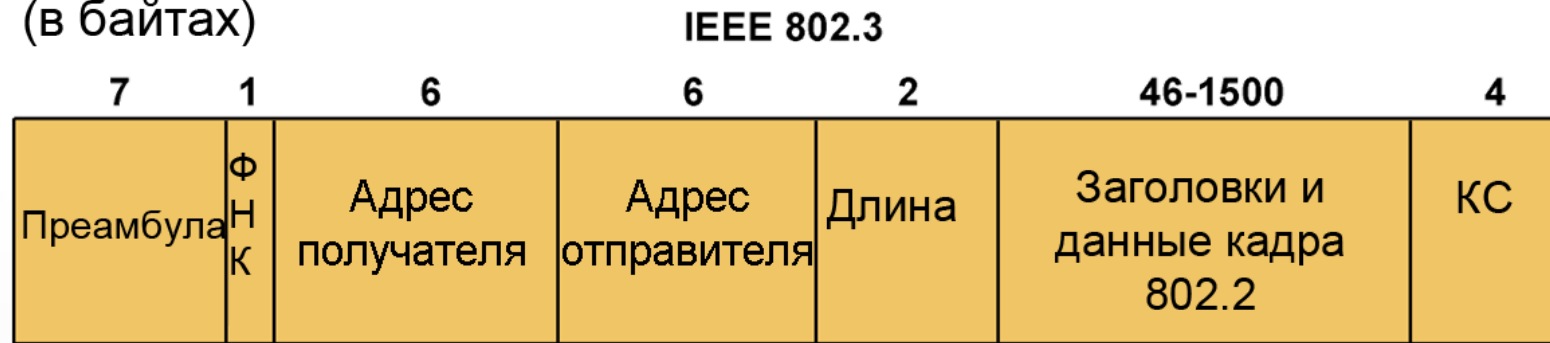 (в байтах)
IEEE 802.3
7 1 6 6 2 46-1500 4
Преамбула
Ф
Н
К
Адрес
получателя
Адрес
отправителя
Длина
Заголовки и
данные кадра
802.2
КС